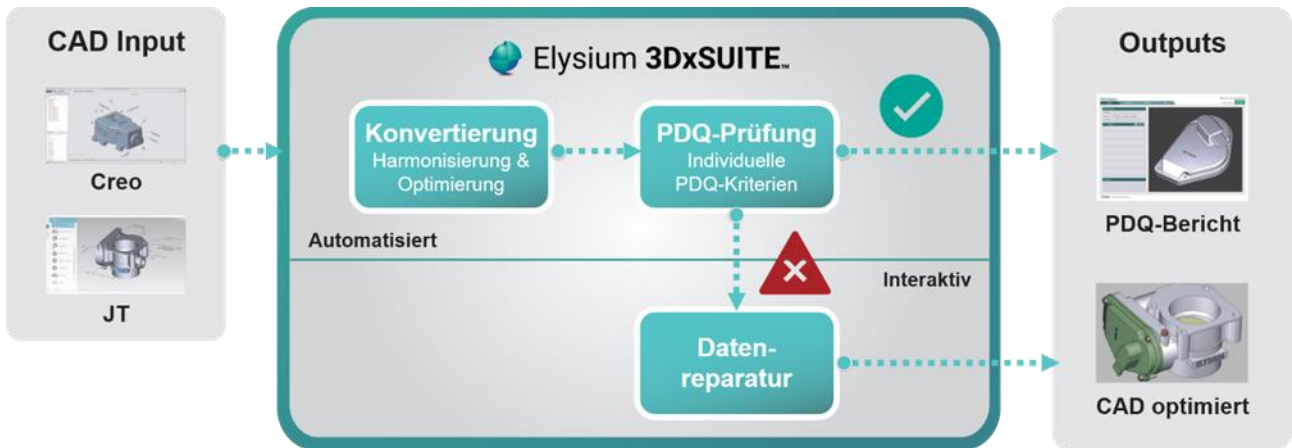 CAD Input
Creo
JT
Elysium 3DxSUITE™
Konvertierung
Harmonisierung &
Optimierung
PDQ-Prüfung
Individuelle
PDQ-Kriterien
Automatisiert
Interaktiv
Daten-
reparatur
Outputs
PDQ-Bericht
CAD optimiert